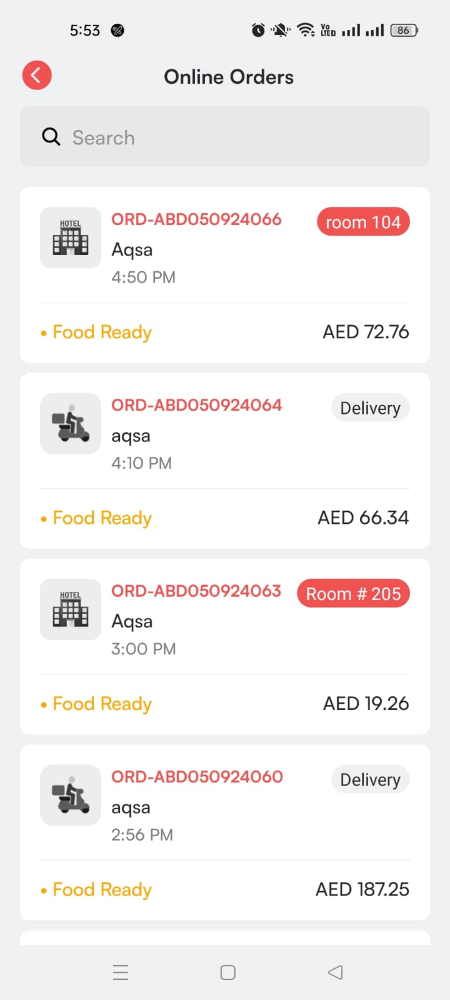 5:53
Vo
LTED
86
Online Orders
Search
HOTEL
ORD-ABD050924066
room 104
Aqsa
4:50 PM
• Food Ready
AED 72.76
ORD-ABD050924064
Delivery
aqsa
4:10 PM
• Food Ready
AED 66.34
HOTEL
ORD-ABD050924063
Room # 205
Aqsa
3:00 PM
• Food Ready
AED 19.26
ORD-ABD050924060
Delivery
aqsa
2:56 PM
• Food Ready
AED 187.25